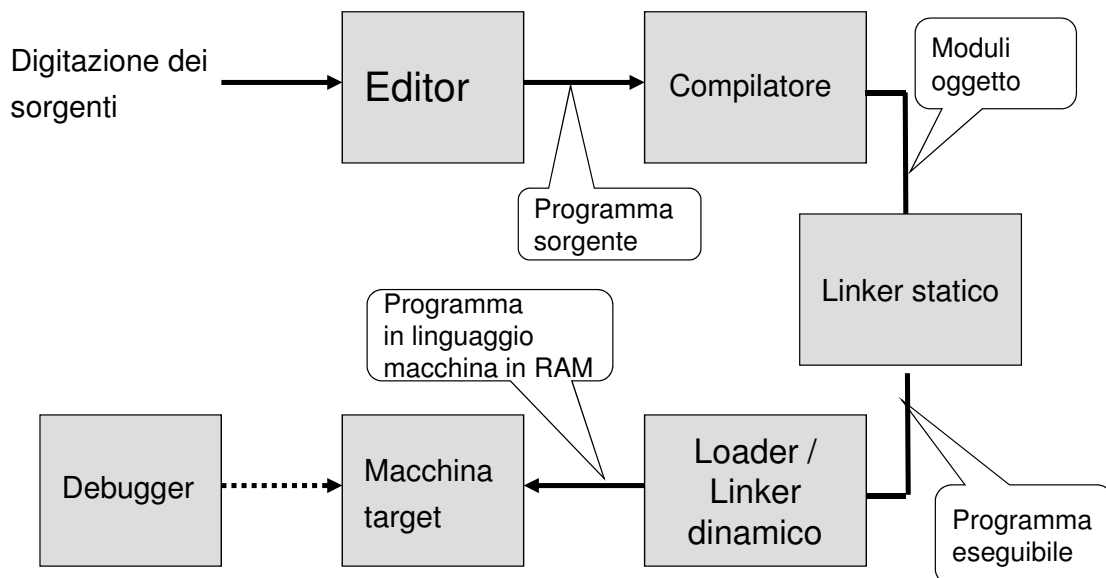 Digitazione dei
sorgenti
Editor
Compilatore
Moduli
oggetto
Programma
sorgente
Linker statico
Programma
in linguaggio
macchina in RAM
Debugger
Macchina
target
Loader /
Linker
dinamico
Programma
eseguibile